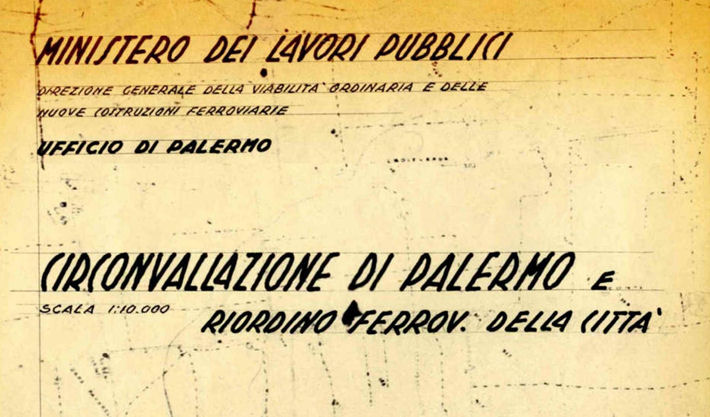 MINISTERO DEI LAVORI PUBBLICI
DIREZIONE GENERALE DELLA VIABILITA' ORDINARIA E DELLE
NUOVE COSTRUZIONI FERROVIARIE
UFFICIO DI PALERMO
CIRCONVALLAZIONE DI PALERMO E
SCALA 1:10.000
RIORDINO FERROV. DELLA CITTA'